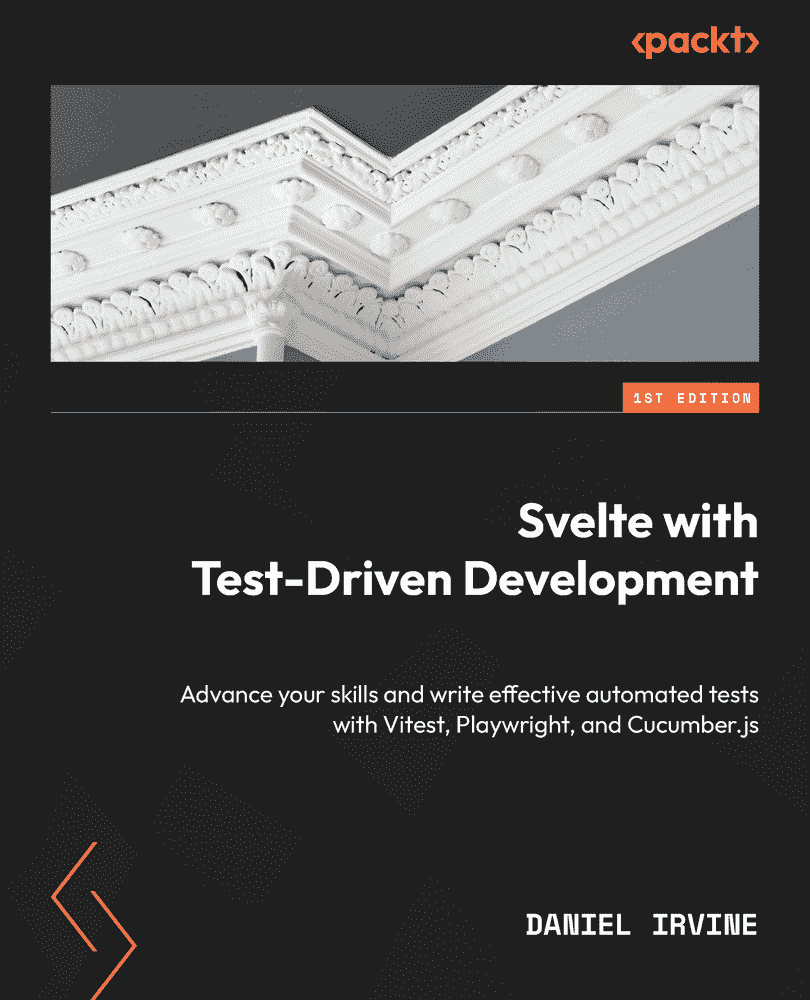 <packt>
1ST EDITION
Svelte with
Test-Driven Development
Advance your skills and write effective automated tests
with Vitest, Playwright, and Cucumber.js
DANIEL IRVINE